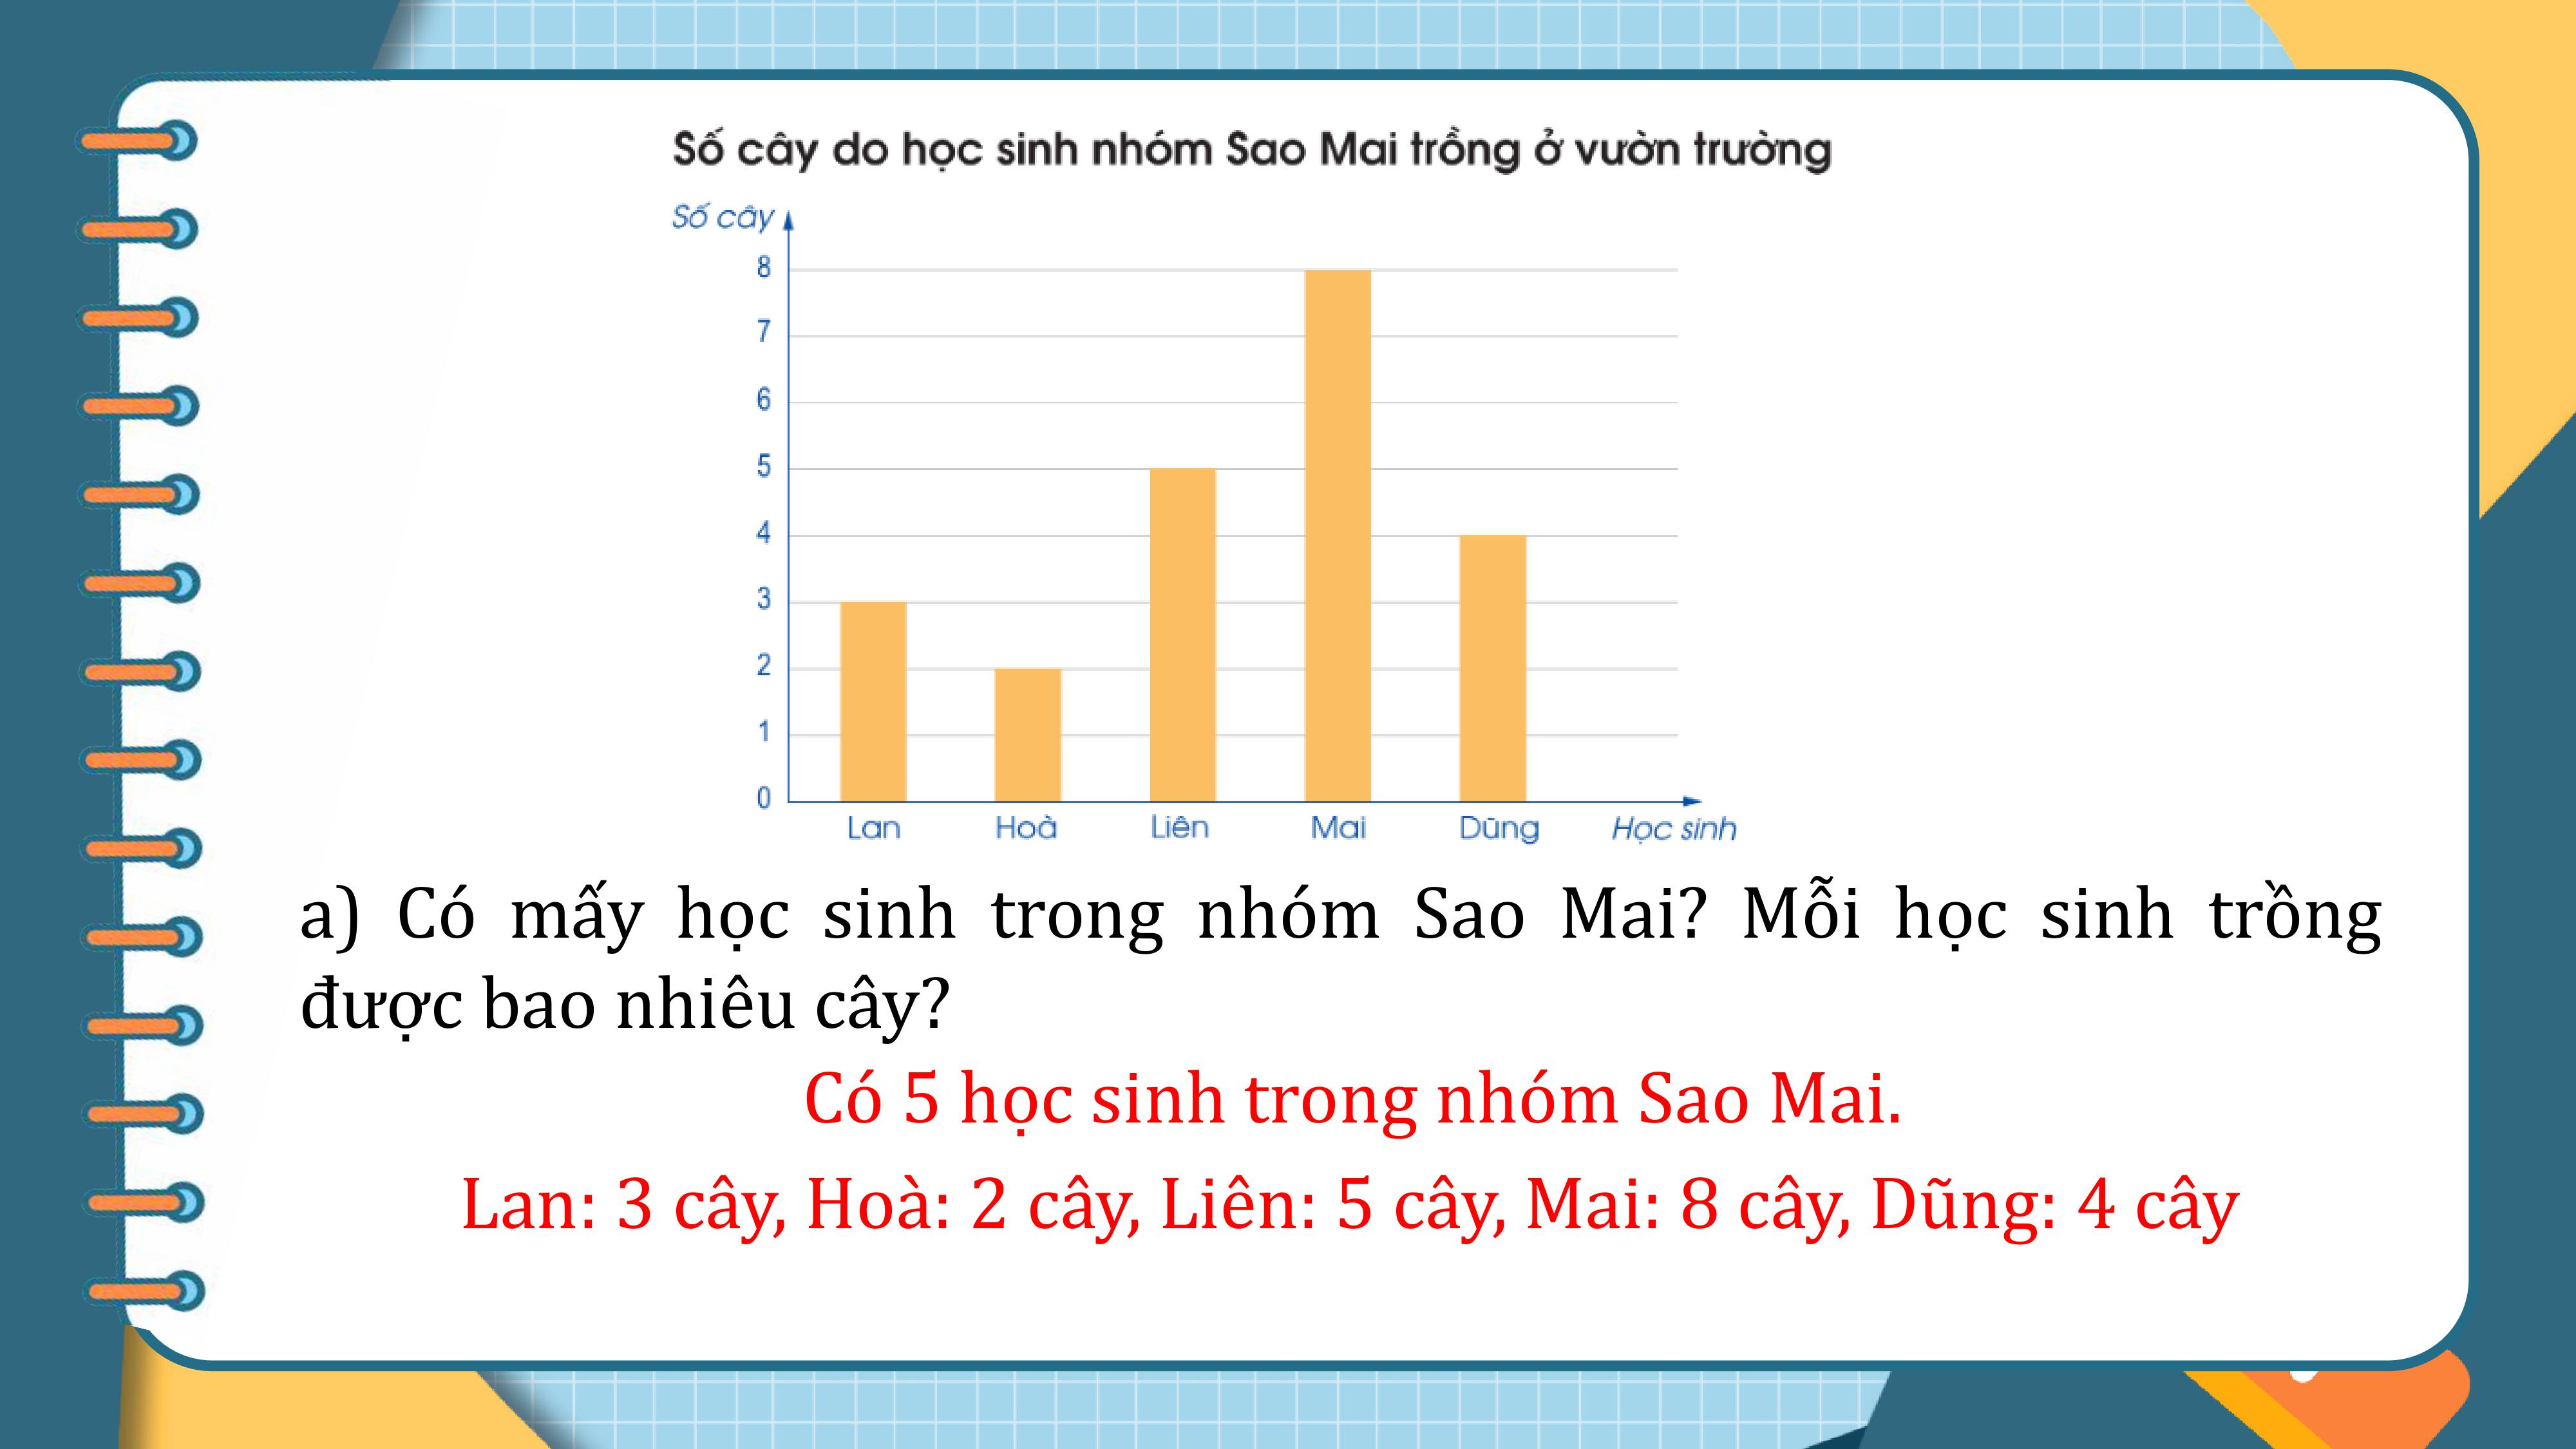 Số cây do học sinh nhóm Sao Mai trồng ở vườn trường
Số cây
8
7
6
5
4
3
2
1
0
Lan Hoà Liên Mai Dũng Học sinh
a) Có mấy học sinh trong nhóm Sao Mai? Mỗi học sinh trồng
được bao nhiêu cây?
Có 5 học sinh trong nhóm Sao Mai.
Lan: 3 cây, Hoà: 2 cây, Liên: 5 cây, Mai: 8 cây, Dũng: 4 cây